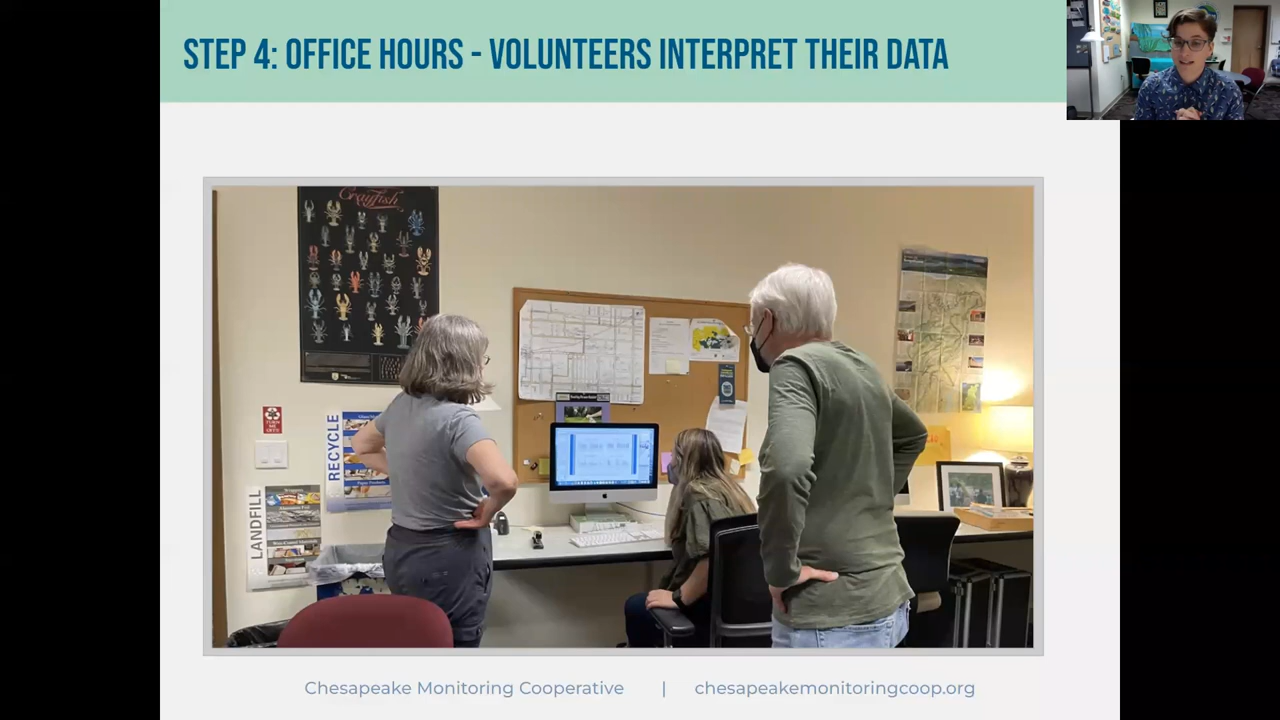 STEP 4: OFFICE HOURS - VOLUNTEERS INTERPRET THEIR DATA
Crayfish
RECYCLE
LANDFILL
Chesapeake Monitoring Cooperative | chesapeakemonitoringcoop.org